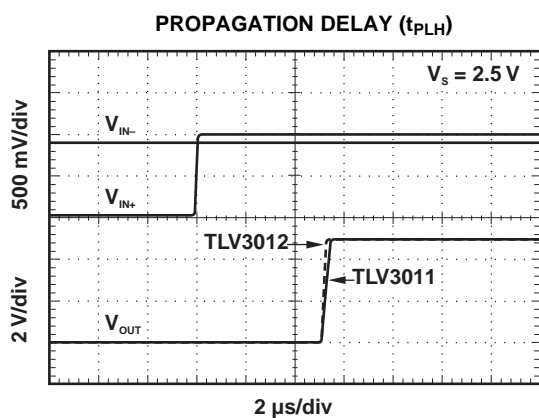 PROPAGATION DELAY (tPLH)
VS = 2.5 V
VIN–
500 mV/div
VIN+
TLV3012
TLV3011
2 V/div
VOUT
2 µs/div